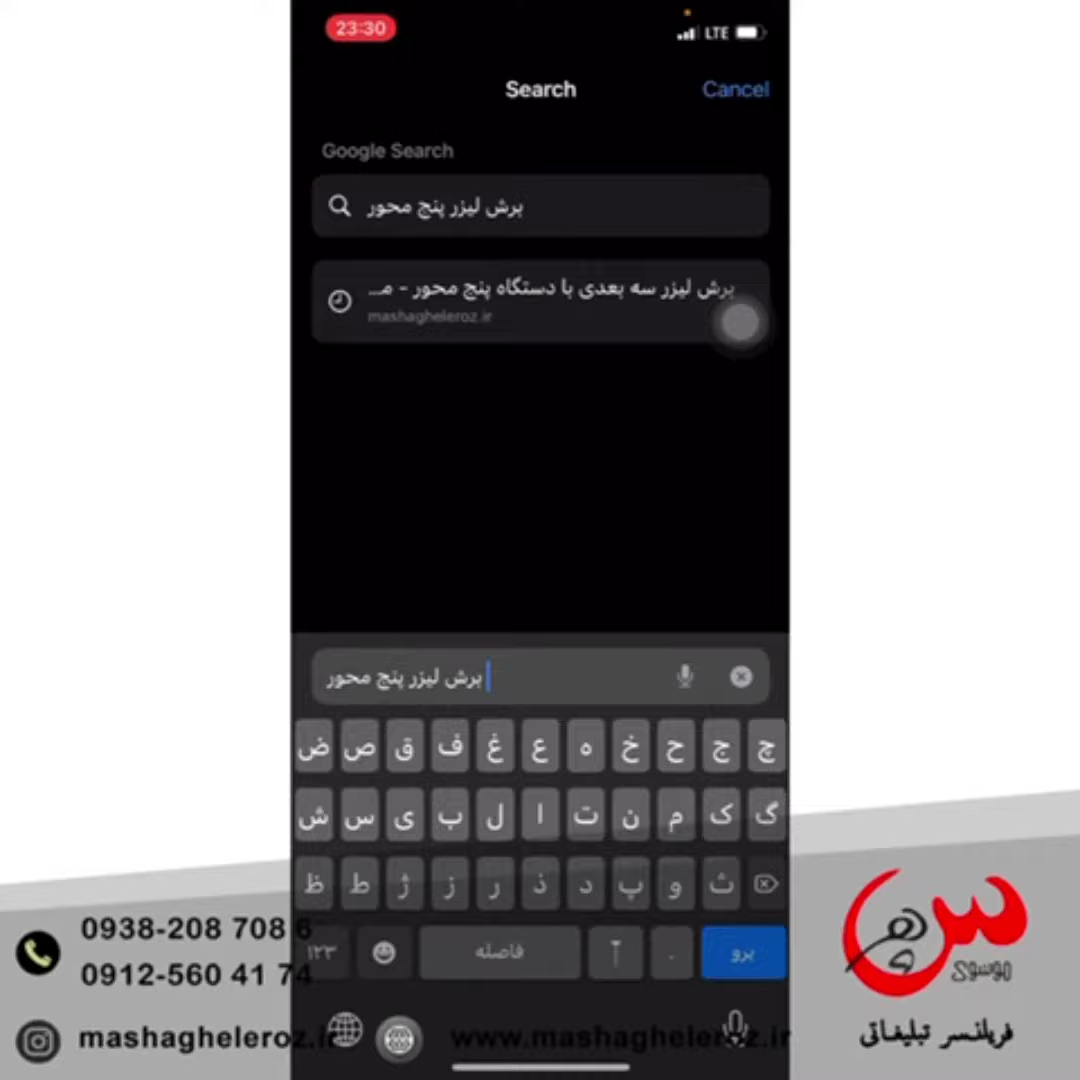 23:30
LTE
Search
Cancel
Google Search
برش لیزر پنج محور
برش لیزر سه بعدی با دستگاه پنج محور - م...
mashagheleroz.ir
برش لیزر پنج محور
ض ص ق ف غ ع ه خ ح ج چ
ش س ی ب ل ا ت ن م ک گ
ظ ط ژ ز ر ذ د پ و ث
۱۲۳
فاصله
.
برو
0938-208 708 6
0912-560 41 74
mashagheleroz.ir
www.mashagheleroz.ir
موسوی
فریلنسر تبلیغاتی